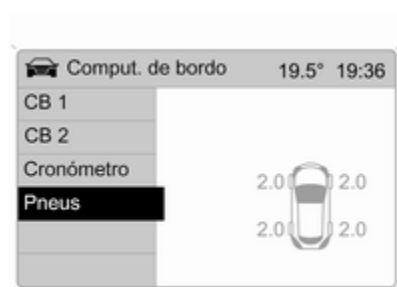 Comput. de bordo 19.5° 19:36
CB 1
CB 2
Cronómetro
Pneus
2.0 2.0
2.0 2.0